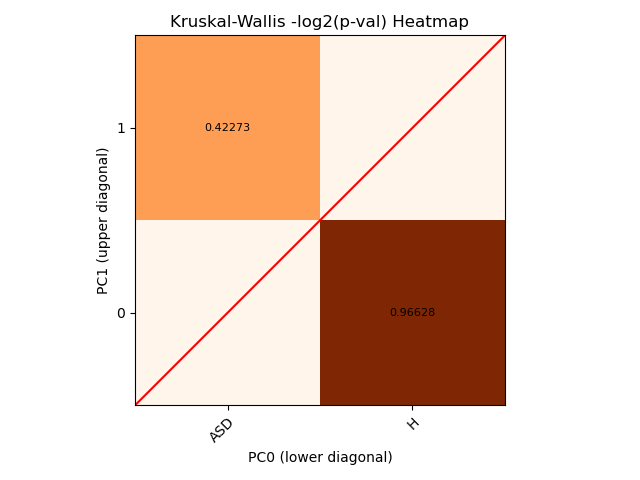 Kruskal-Wallis -log2(p-val) Heatmap
PC1 (upper diagonal)
1
0.42273
0
0.96628
ASD
H
PC0 (lower diagonal)